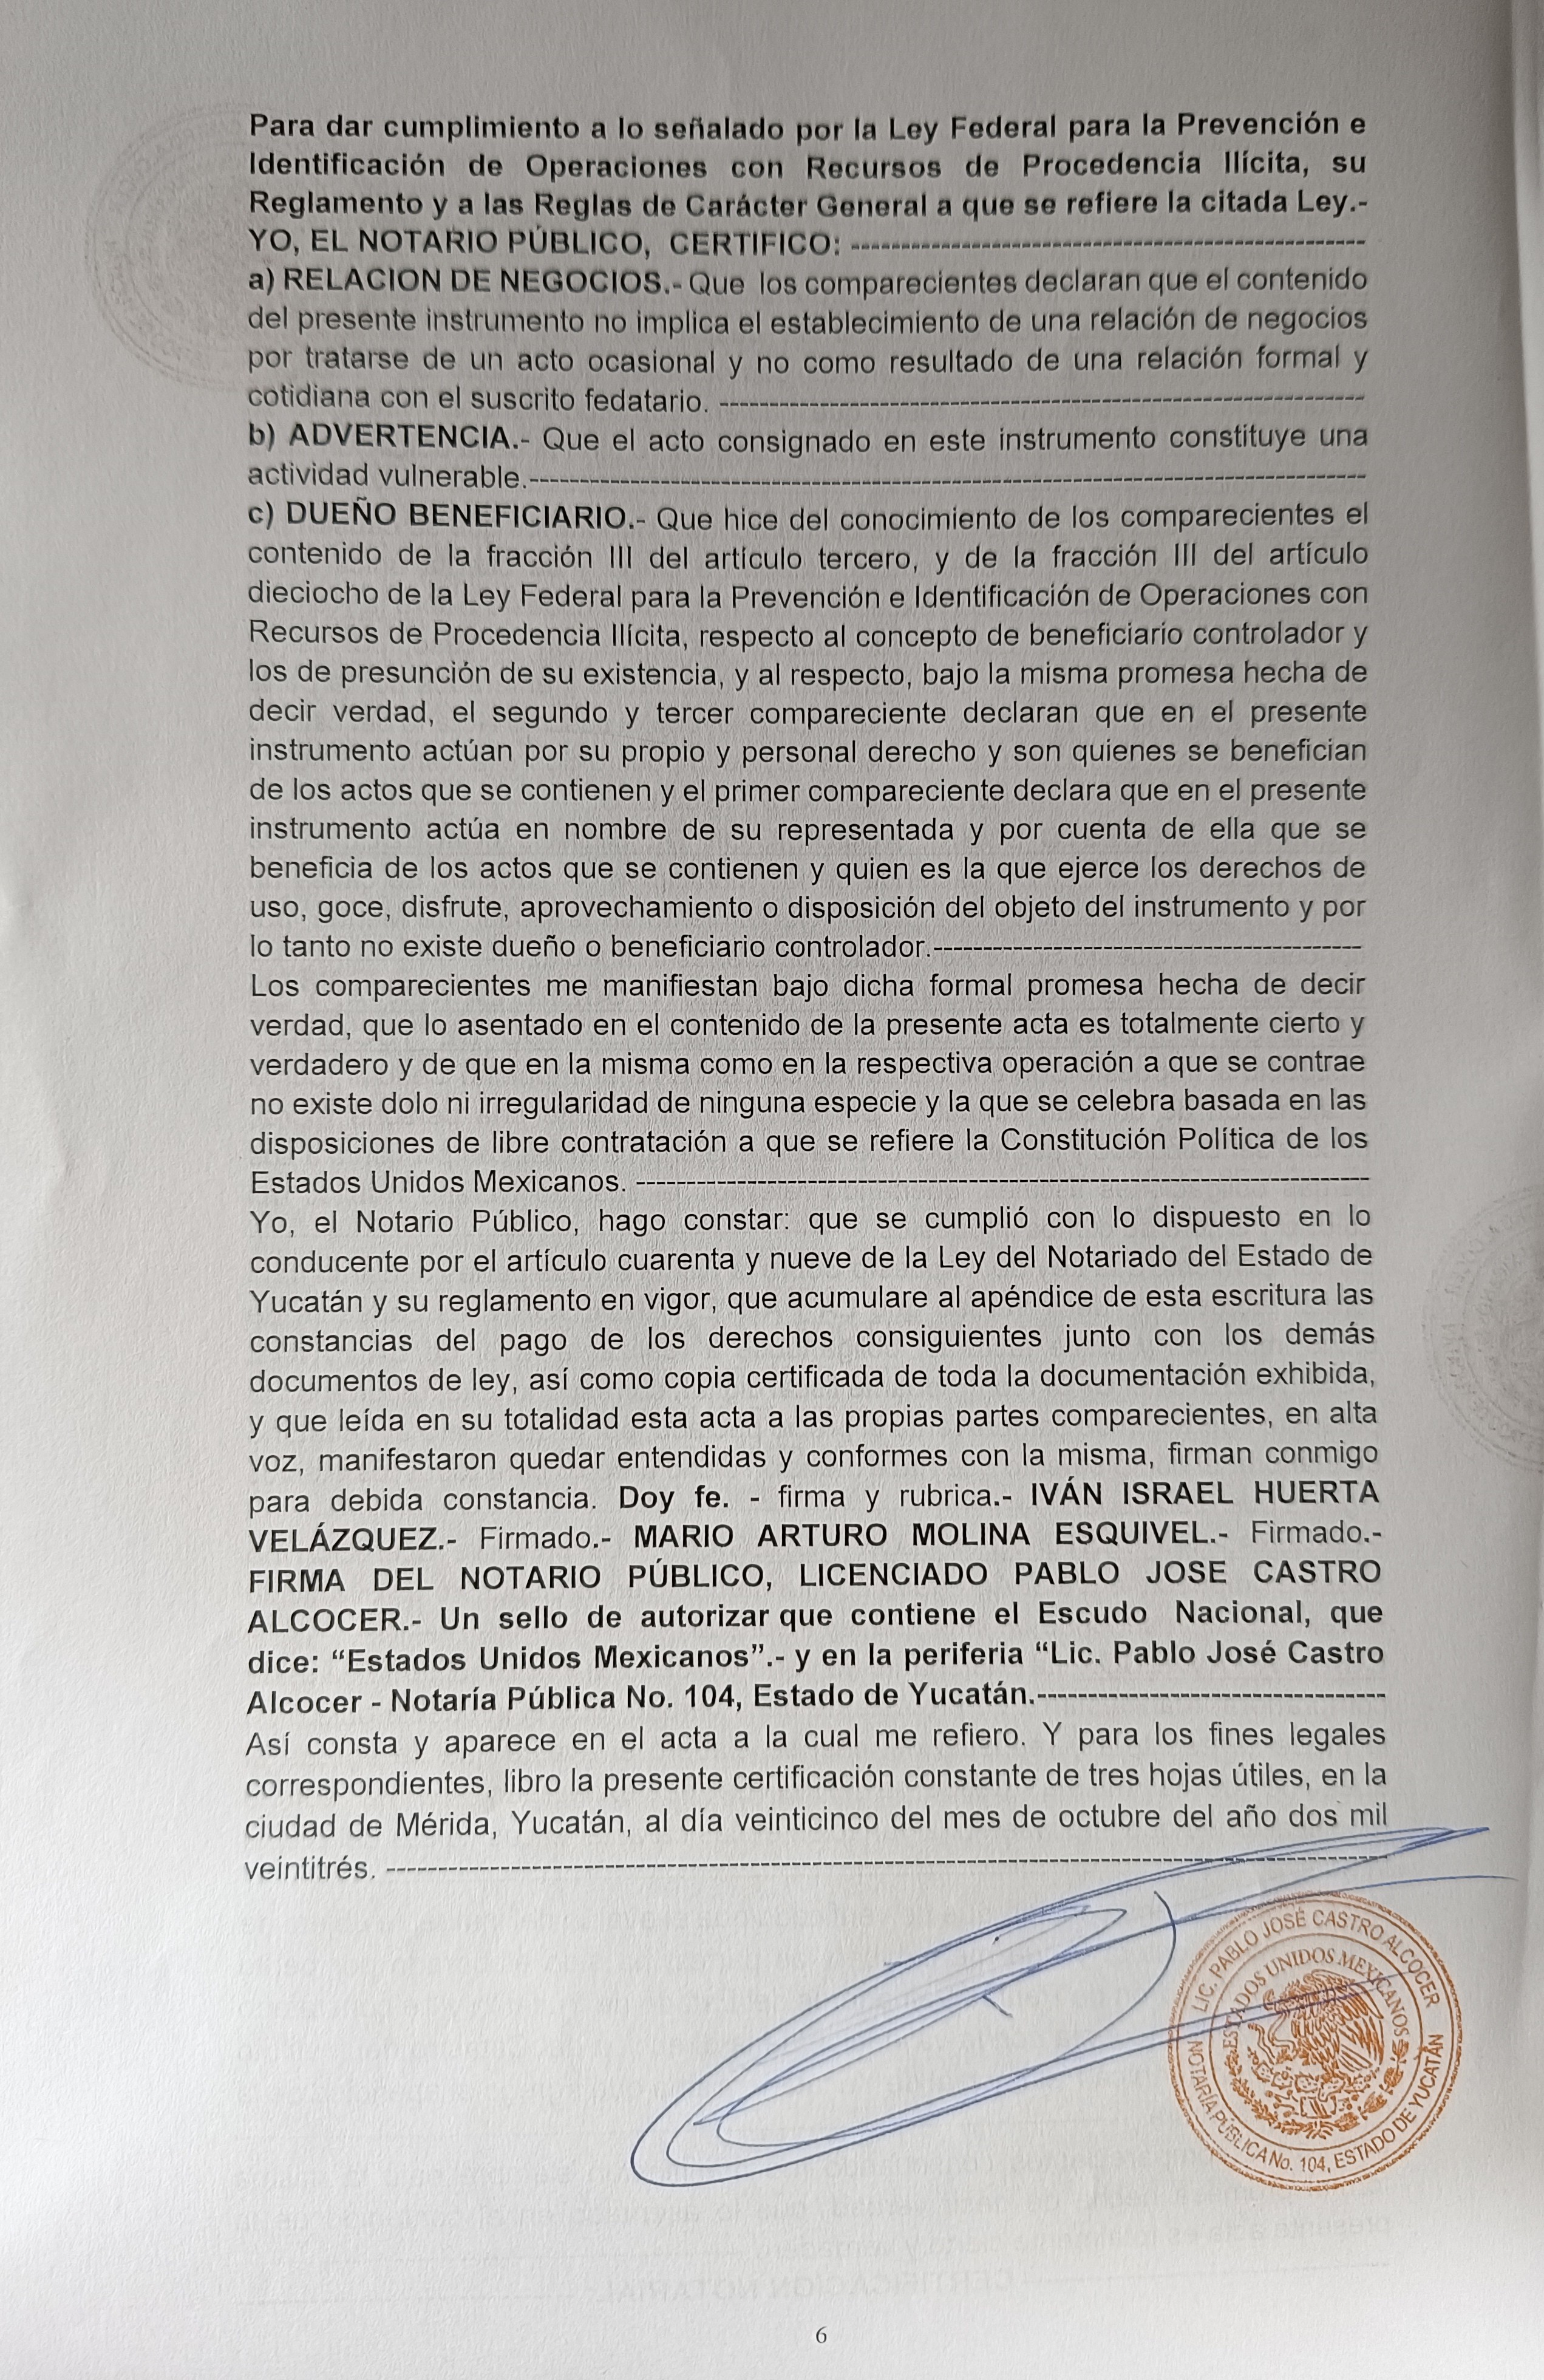 Para dar cumplimiento a lo señalado por la Ley Federal para la Prevención e
Identificación de Operaciones con Recursos de Procedencia Ilícita, su
Reglamento y a las Reglas de Carácter General a que se refiere la citada Ley.-
YO, EL NOTARIO PÚBLICO, CERTIFICO: ----------------------------------------------------
a) RELACION DE NEGOCIOS.- Que los comparecientes declaran que el contenido
del presente instrumento no implica el establecimiento de una relación de negocios
por tratarse de un acto ocasional y no como resultado de una relación formal y
cotidiana con el suscrito fedatario. -----------------------------------------------------------------
b) ADVERTENCIA.- Que el acto consignado en este instrumento constituye una
actividad vulnerable.------------------------------------------------------------------------------------
c) DUEÑO BENEFICIARIO.- Que hice del conocimiento de los comparecientes el
contenido de la fracción III del artículo tercero, y de la fracción III del artículo
dieciocho de la Ley Federal para la Prevención e Identificación de Operaciones con
Recursos de Procedencia Ilícita, respecto al concepto de beneficiario controlador y
los de presunción de su existencia, y al respecto, bajo la misma promesa hecha de
decir verdad, el segundo y tercer compareciente declaran que en el presente
instrumento actúan por su propio y personal derecho y son quienes se benefician
de los actos que se contienen y el primer compareciente declara que en el presente
instrumento actúa en nombre de su representada y por cuenta de ella que se
beneficia de los actos que se contienen y quien es la que ejerce los derechos de
uso, goce, disfrute, aprovechamiento o disposición del objeto del instrumento y por
lo tanto no existe dueño o beneficiario controlador.-------------------------------------------
Los comparecientes me manifiestan bajo dicha formal promesa hecha de decir
verdad, que lo asentado en el contenido de la presente acta es totalmente cierto y
verdadero y de que en la misma como en la respectiva operación a que se contrae
no existe dolo ni irregularidad de ninguna especie y la que se celebra basada en las
disposiciones de libre contratación a que se refiere la Constitución Política de los
Estados Unidos Mexicanos. --------------------------------------------------------------------------
Yo, el Notario Público, hago constar: que se cumplió con lo dispuesto en lo
conducente por el artículo cuarenta y nueve de la Ley del Notariado del Estado de
Yucatán y su reglamento en vigor, que acumulare al apéndice de esta escritura las
constancias del pago de los derechos consiguientes junto con los demás
documentos de ley, así como copia certificada de toda la documentación exhibida,
y que leída en su totalidad esta acta a las propias partes comparecientes, en alta
voz, manifestaron quedar entendidas y conformes con la misma, firman conmigo
para debida constancia. Doy fe. - firma y rubrica.- IVÁN ISRAEL HUERTA
VELÁZQUEZ.- Firmado.- MARIO ARTURO MOLINA ESQUIVEL.- Firmado.-
FIRMA DEL NOTARIO PÚBLICO, LICENCIADO PABLO JOSE CASTRO
ALCOCER.- Un sello de autorizar que contiene el Escudo Nacional, que
dice: “Estados Unidos Mexicanos”.- y en la periferia “Lic. Pablo José Castro
Alcocer - Notaría Pública No. 104, Estado de Yucatán.----------------------------------
Así consta y aparece en el acta a la cual me refiero. Y para los fines legales
correspondientes, libro la presente certificación constante de tres hojas útiles, en la
ciudad de Mérida, Yucatán, al día veinticinco del mes de octubre del año dos mil
veintitrés. ----------------------------------------------------------------------------------------------------
LIC. PABLO JOSÉ CASTRO ALCOCER
ESTADOS UNIDOS MEXICANOS
NOTARÍA PÚBLICA No. 104, ESTADO DE YUCATÁN
6